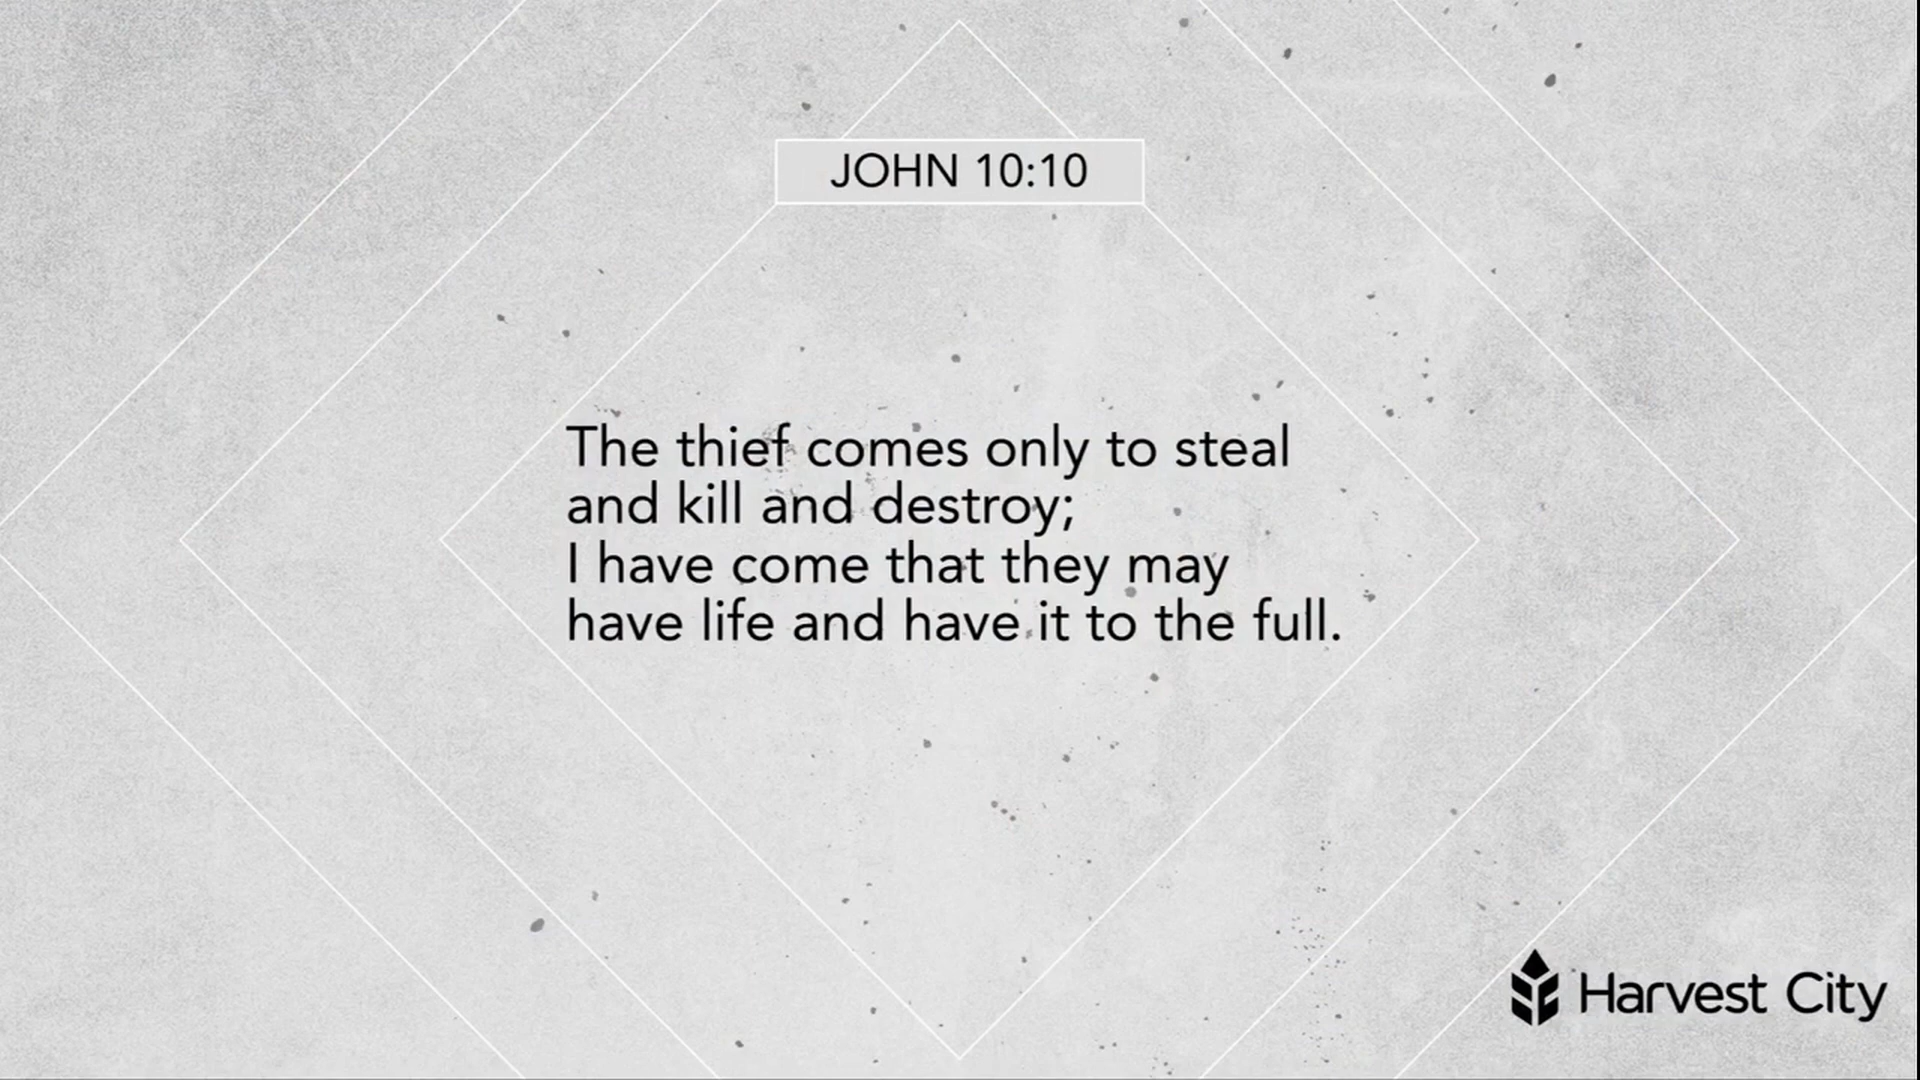 JOHN 10:10
The thief comes only to steal
and kill and destroy;
I have come that they may
have life and have it to the full.
Harvest City